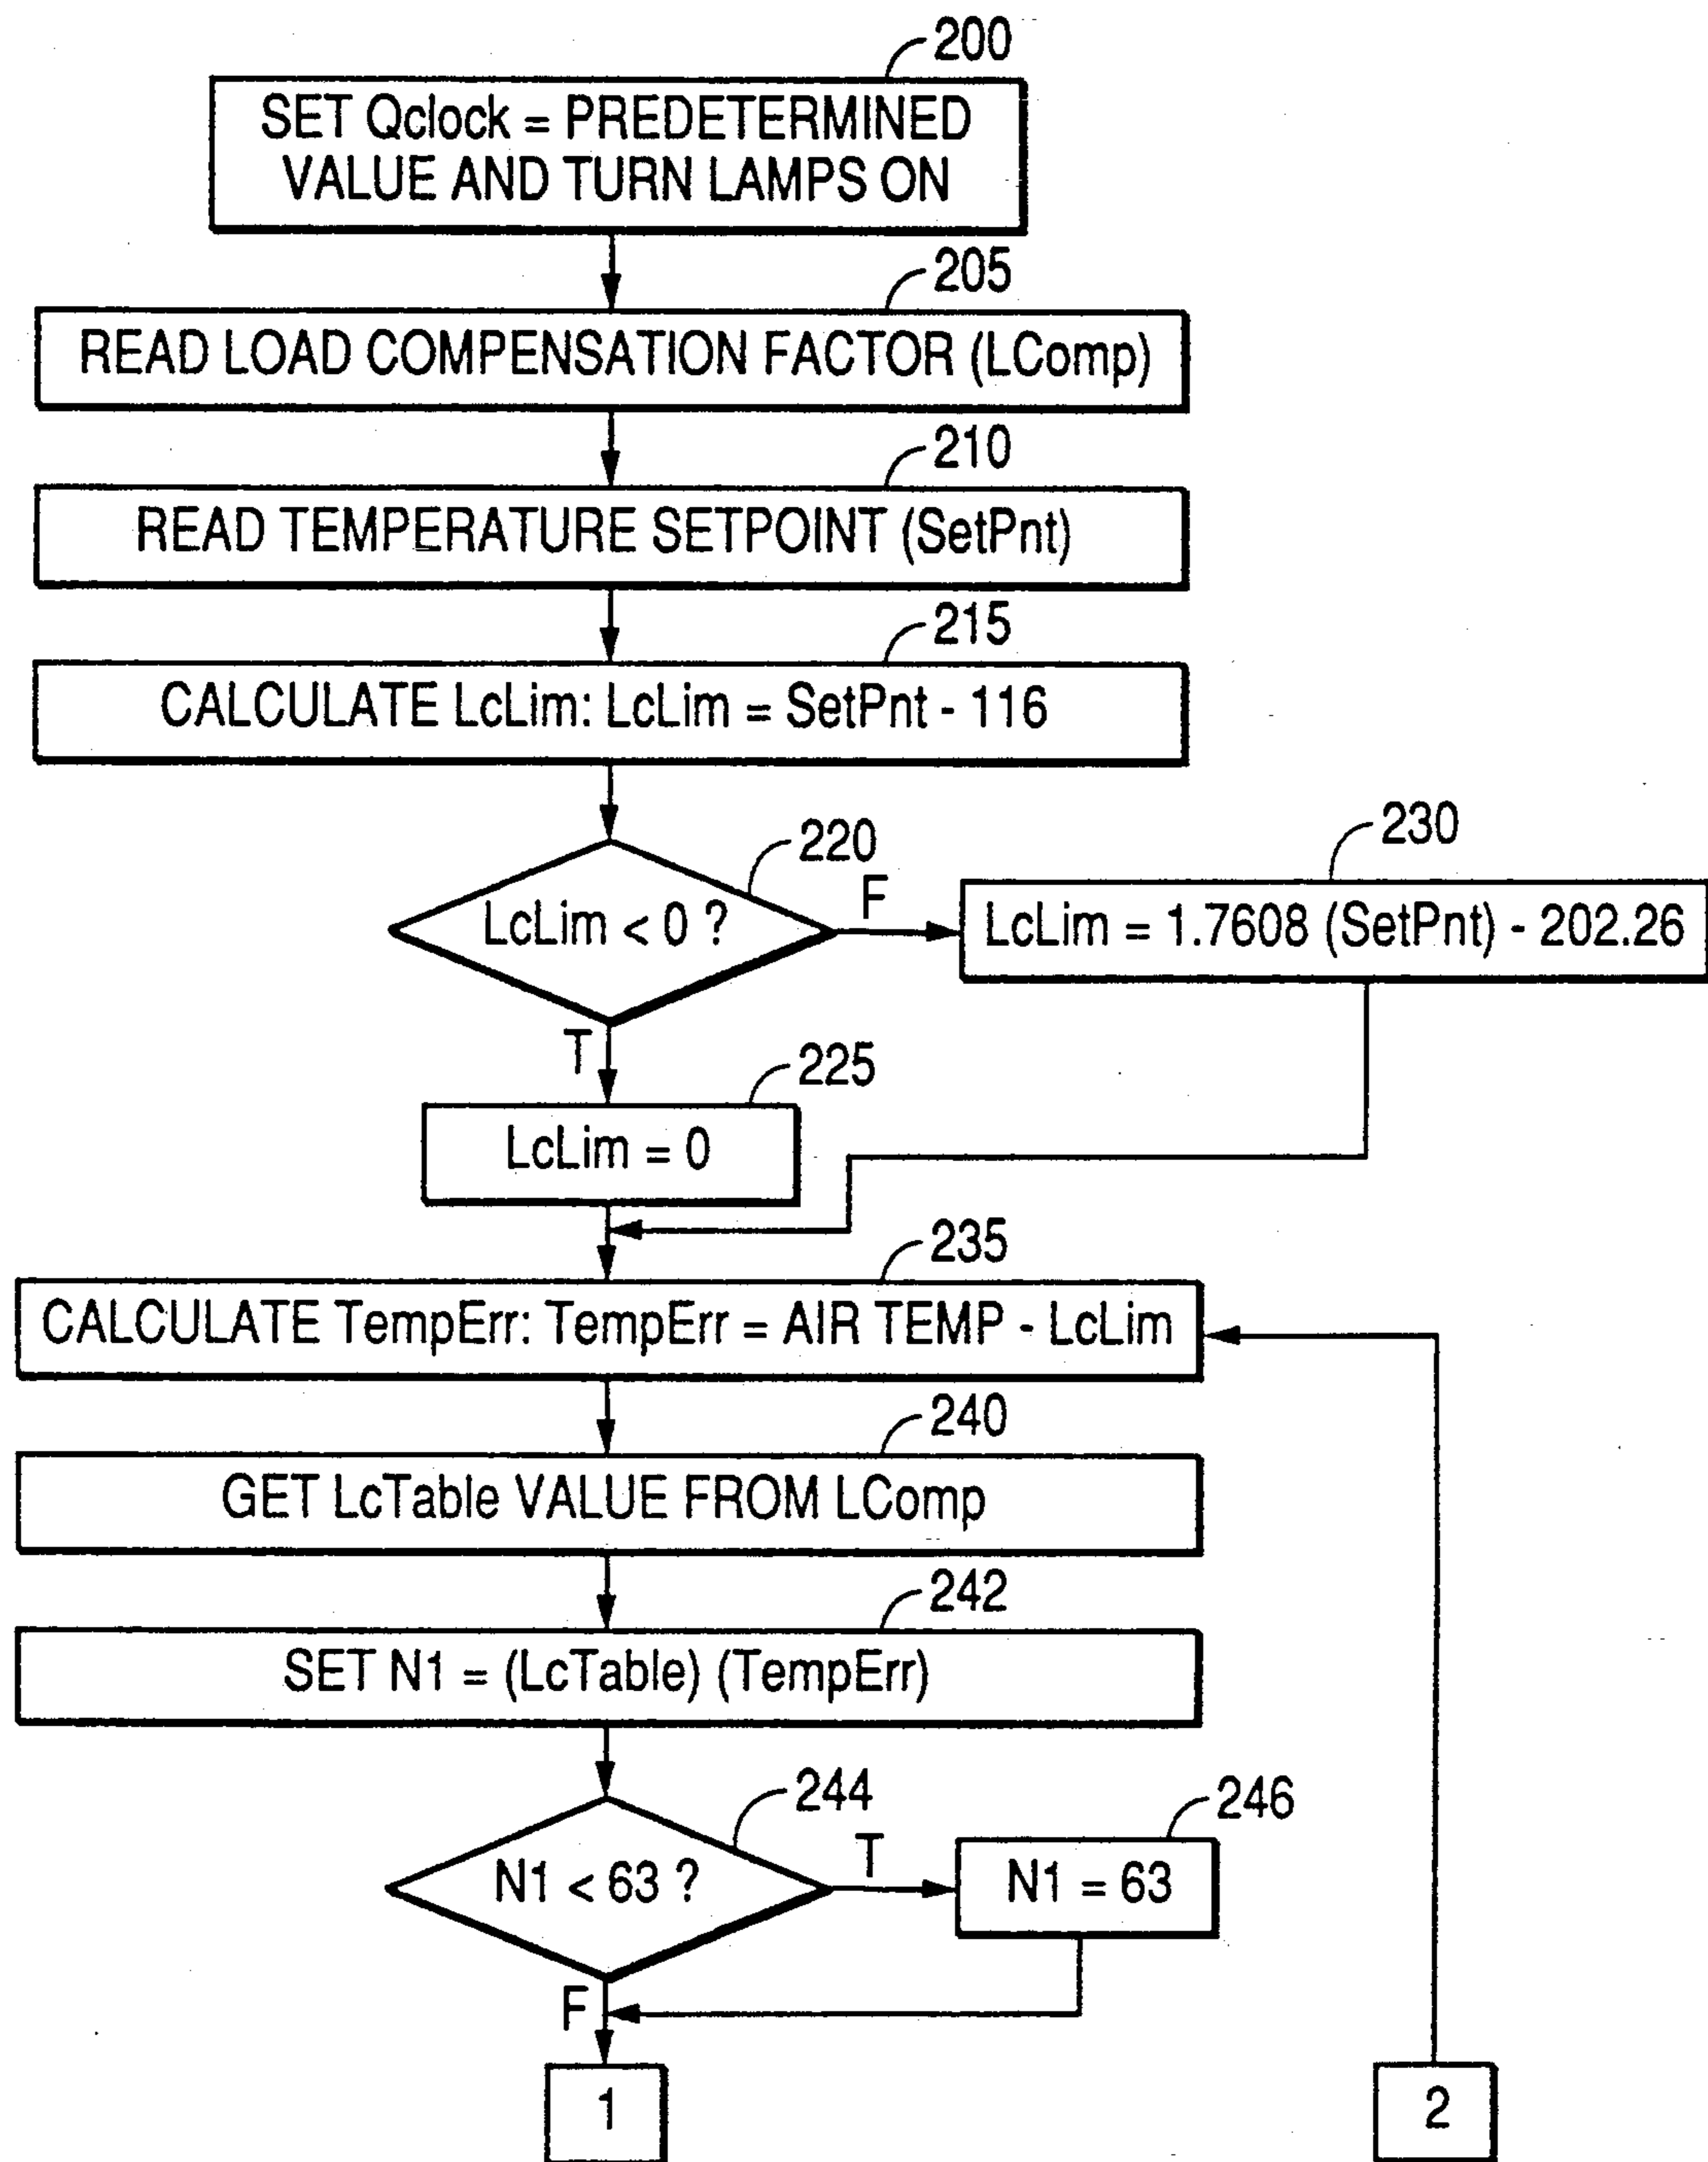 200
SET Qclock = PREDETERMINED
VALUE AND TURN LAMPS ON
205
READ LOAD COMPENSATION FACTOR (LComp)
210
READ TEMPERATURE SETPOINT (SetPnt)
215
CALCULATE LcLim: LcLim = SetPnt - 116
220
LcLim < 0 ?
F
230
LcLim = 1.7608 (SetPnt) - 202.26
T
225
LcLim = 0
235
CALCULATE TempErr: TempErr = AIR TEMP - LcLim
240
GET LcTable VALUE FROM LComp
242
SET N1 = (LcTable) (TempErr)
244
N1 < 63 ?
T
246
N1 = 63
F
1
2